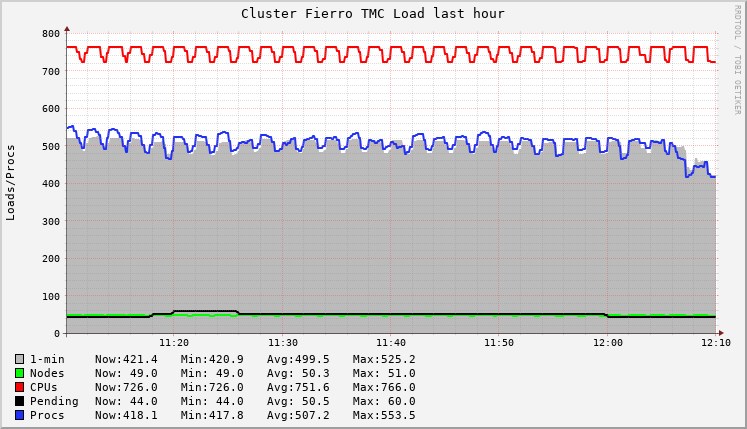 Cluster Fierro TMC Load last hour
RRDTOOL / TOBI OETIKER
Loads/Procs
800
700
600
500
400
300
200
100
0
11:20 11:30 11:40 11:50 12:00 12:10
1-min Now:421.4 Min:420.9 Avg:499.5 Max:525.2
Nodes Now: 49.0 Min: 49.0 Avg: 50.3 Max: 51.0
CPUs Now:726.0 Min:726.0 Avg:751.6 Max:766.0
Pending Now: 44.0 Min: 44.0 Avg: 50.5 Max: 60.0
Procs Now:418.1 Min:417.8 Avg:507.2 Max:553.5